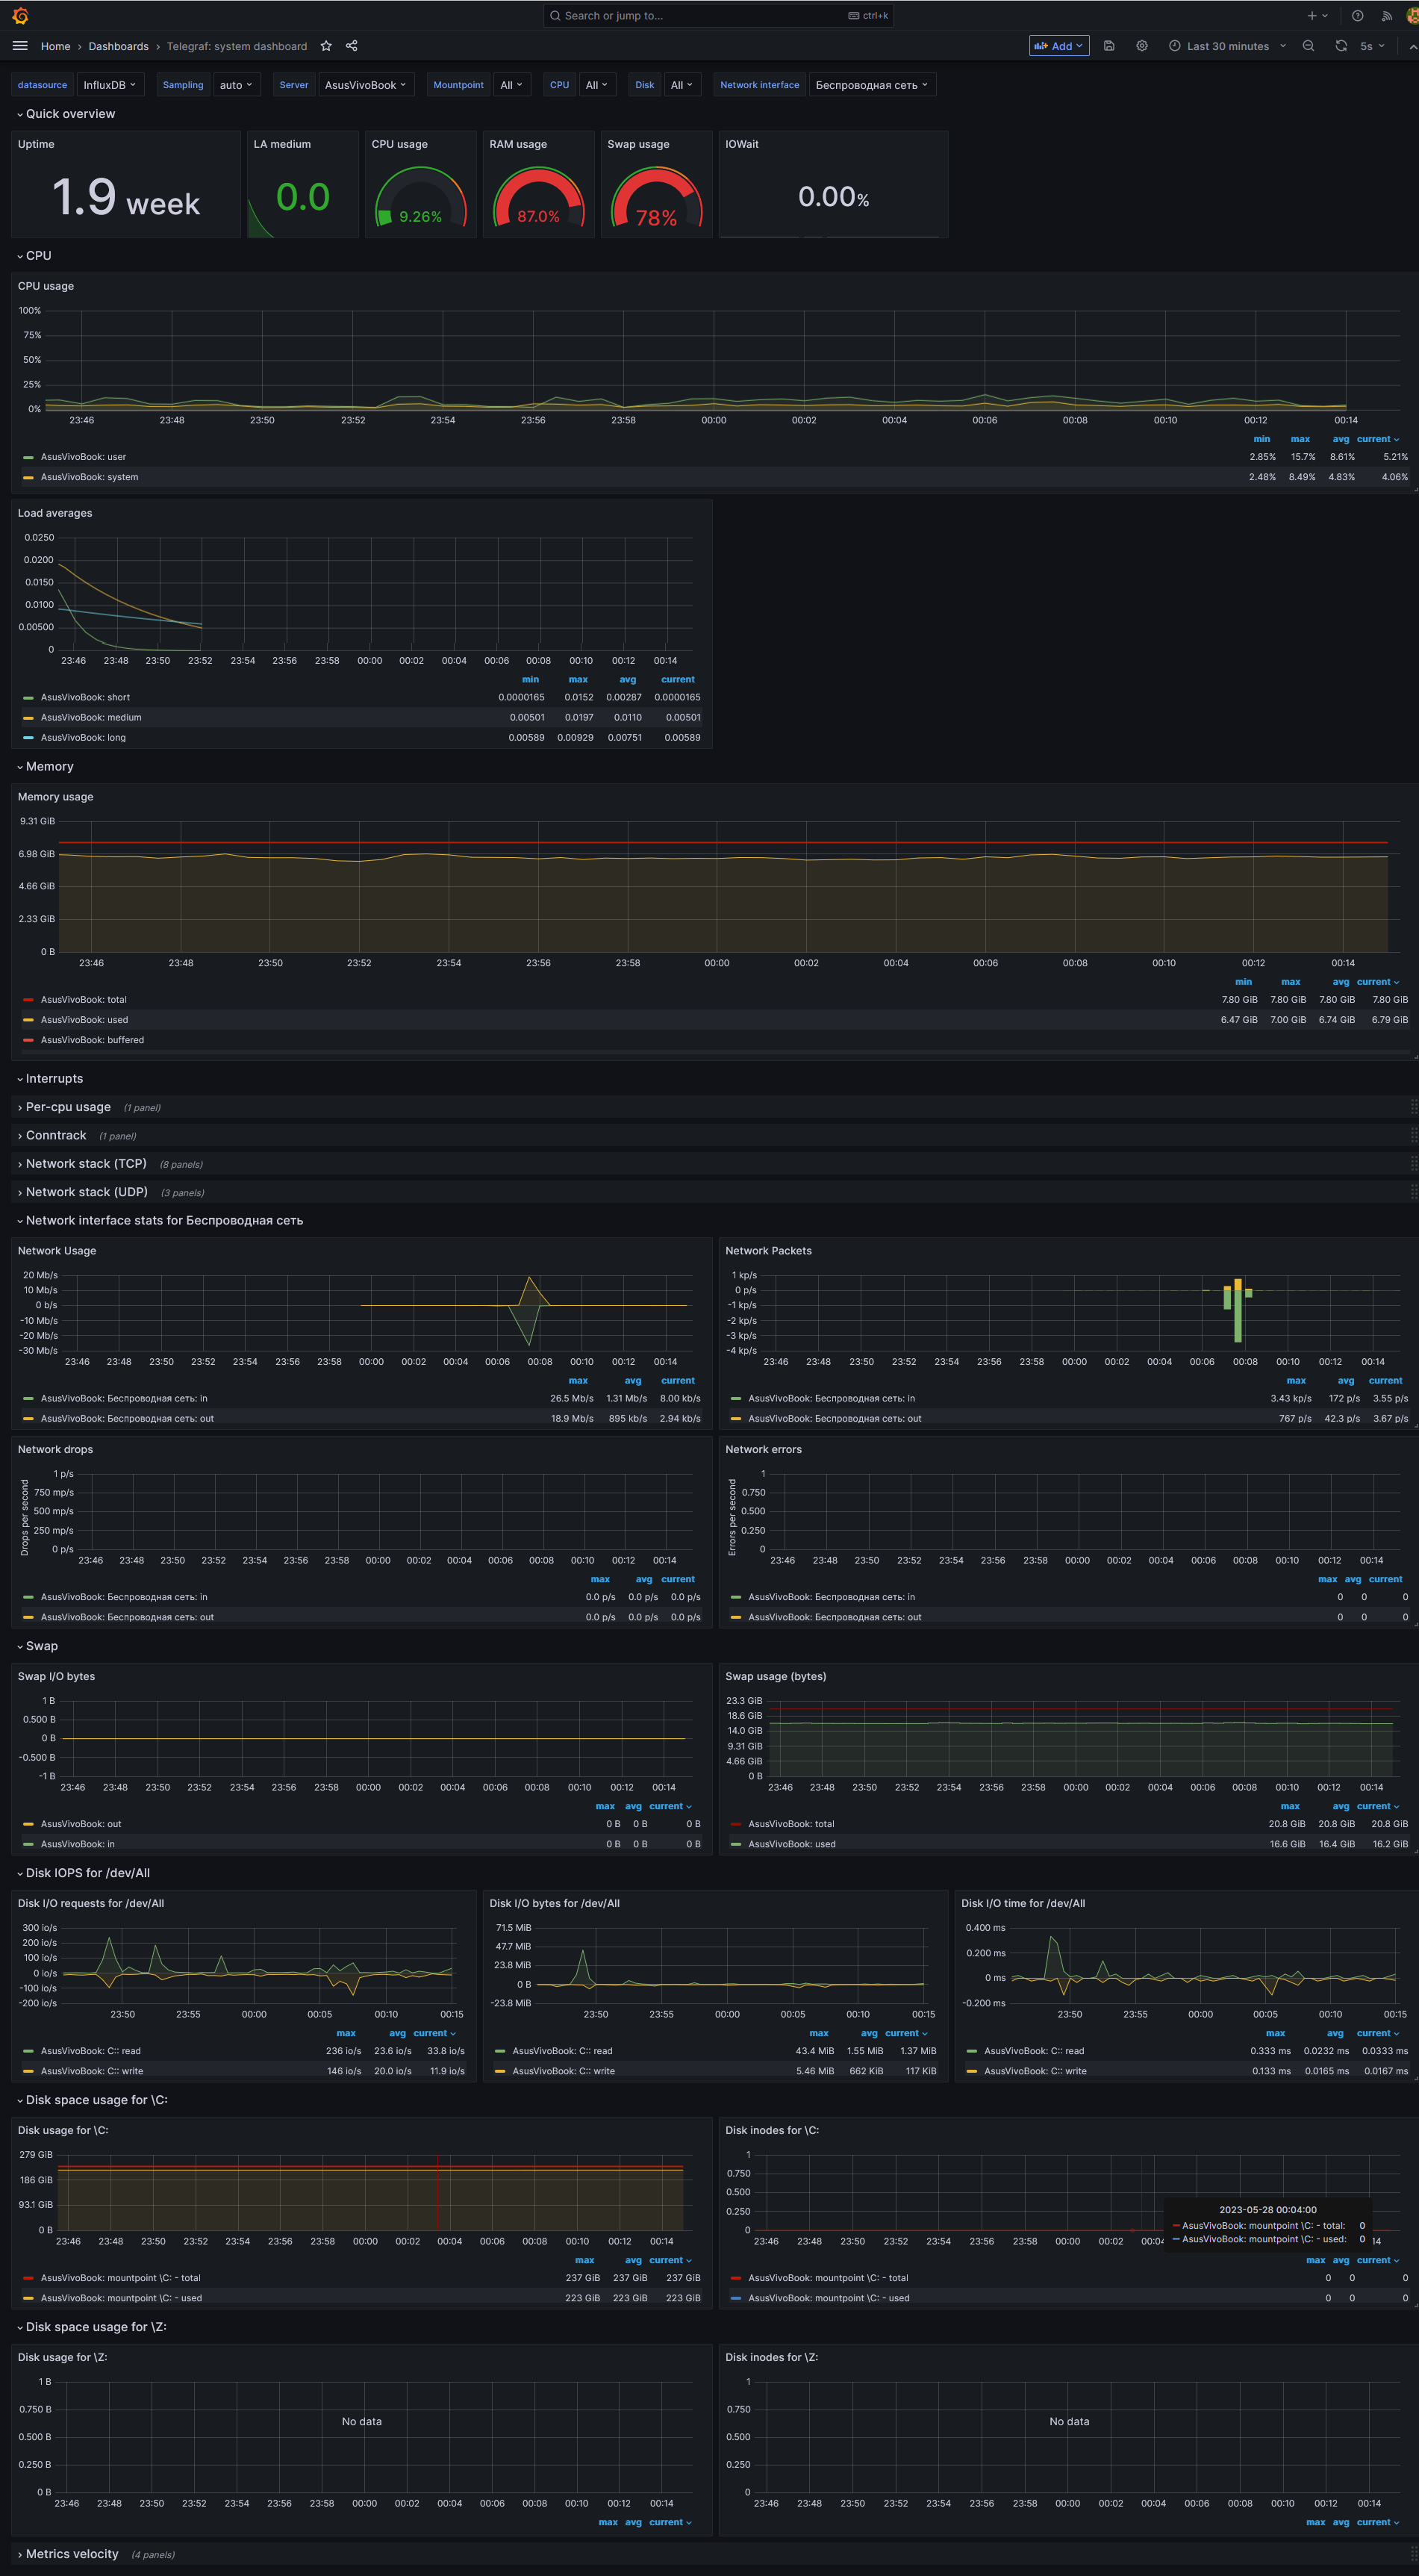 Search or jump to... ctrl+k
Home › Dashboards › Telegraf: system dashboard Add Last 30 minutes 5s
datasource InfluxDB Sampling auto Server AsusVivoBook Mountpoint All CPU All Disk All Network interface Беспроводная сеть
Quick overview
Uptime LA medium CPU usage RAM usage Swap usage IOWait
1.9 week 0.0 9.26% 87.0% 78% 0.00%
CPU
CPU usage
100%
75%
50%
25%
0%
23:46 23:48 23:50 23:52 23:54 23:56 23:58 00:00 00:02 00:04 00:06 00:08 00:10 00:12 00:14
min max avg current
AsusVivoBook: user 2.85% 15.7% 8.61% 5.21%
AsusVivoBook: system 2.48% 8.49% 4.83% 4.06%
Load averages
0.0250
0.0200
0.0150
0.0100
0.00500
0
23:46 23:48 23:50 23:52 23:54 23:56 23:58 00:00 00:02 00:04 00:06 00:08 00:10 00:12 00:14
min max avg current
AsusVivoBook: short 0.0000165 0.0152 0.00287 0.0000165
AsusVivoBook: medium 0.00501 0.0197 0.0110 0.00501
AsusVivoBook: long 0.00589 0.00929 0.00751 0.00589
Memory
Memory usage
9.31 GiB
6.98 GiB
4.66 GiB
2.33 GiB
0 B
23:46 23:48 23:50 23:52 23:54 23:56 23:58 00:00 00:02 00:04 00:06 00:08 00:10 00:12 00:14
min max avg current
AsusVivoBook: total 7.80 GiB 7.80 GiB 7.80 GiB 7.80 GiB
AsusVivoBook: used 6.47 GiB 7.00 GiB 6.74 GiB 6.79 GiB
AsusVivoBook: buffered
Interrupts
Per-cpu usage (1 panel)
Conntrack (1 panel)
Network stack (TCP) (8 panels)
Network stack (UDP) (3 panels)
Network interface stats for Беспроводная сеть
Network Usage
20 Mb/s
10 Mb/s
0 b/s
-10 Mb/s
-20 Mb/s
-30 Mb/s
23:46 23:48 23:50 23:52 23:54 23:56 23:58 00:00 00:02 00:04 00:06 00:08 00:10 00:12 00:14
max avg current
AsusVivoBook: Беспроводная сеть: in 26.5 Mb/s 1.31 Mb/s 8.00 kb/s
AsusVivoBook: Беспроводная сеть: out 18.9 Mb/s 895 kb/s 2.94 kb/s
Network Packets
1 kp/s
0 p/s
-1 kp/s
-2 kp/s
-3 kp/s
-4 kp/s
23:46 23:48 23:50 23:52 23:54 23:56 23:58 00:00 00:02 00:04 00:06 00:08 00:10 00:12 00:14
max avg current
AsusVivoBook: Беспроводная сеть: in 3.43 kp/s 172 p/s 3.55 p/s
AsusVivoBook: Беспроводная сеть: out 767 p/s 42.3 p/s 3.67 p/s
Network drops
Drops per second
1 p/s
750 mp/s
500 mp/s
250 mp/s
0 p/s
23:46 23:48 23:50 23:52 23:54 23:56 23:58 00:00 00:02 00:04 00:06 00:08 00:10 00:12 00:14
max avg current
AsusVivoBook: Беспроводная сеть: in 0.0 p/s 0.0 p/s 0.0 p/s
AsusVivoBook: Беспроводная сеть: out 0.0 p/s 0.0 p/s 0.0 p/s
Network errors
Errors per second
1
0.750
0.500
0.250
0
23:46 23:48 23:50 23:52 23:54 23:56 23:58 00:00 00:02 00:04 00:06 00:08 00:10 00:12 00:14
max avg current
AsusVivoBook: Беспроводная сеть: in 0 0 0
AsusVivoBook: Беспроводная сеть: out 0 0 0
Swap
Swap I/O bytes
1 B
0.500 B
0 B
-0.500 B
-1 B
23:46 23:48 23:50 23:52 23:54 23:56 23:58 00:00 00:02 00:04 00:06 00:08 00:10 00:12 00:14
max avg current
AsusVivoBook: out 0 B 0 B 0 B
AsusVivoBook: in 0 B 0 B 0 B
Swap usage (bytes)
23.3 GiB
18.6 GiB
14.0 GiB
9.31 GiB
4.66 GiB
0 B
23:46 23:48 23:50 23:52 23:54 23:56 23:58 00:00 00:02 00:04 00:06 00:08 00:10 00:12 00:14
max avg current
AsusVivoBook: total 20.8 GiB 20.8 GiB 20.8 GiB
AsusVivoBook: used 16.6 GiB 16.4 GiB 16.2 GiB
Disk IOPS for /dev/All
Disk I/O requests for /dev/All
300 io/s
200 io/s
100 io/s
0 io/s
-100 io/s
-200 io/s
23:50 23:55 00:00 00:05 00:10 00:15
max avg current
AsusVivoBook: C:: read 236 io/s 23.6 io/s 33.8 io/s
AsusVivoBook: C:: write 146 io/s 20.0 io/s 11.9 io/s
Disk I/O bytes for /dev/All
71.5 MiB
47.7 MiB
23.8 MiB
0 B
-23.8 MiB
23:50 23:55 00:00 00:05 00:10 00:15
max avg current
AsusVivoBook: C:: read 43.4 MiB 1.55 MiB 1.37 MiB
AsusVivoBook: C:: write 5.46 MiB 662 KiB 117 KiB
Disk I/O time for /dev/All
0.400 ms
0.200 ms
0 ms
-0.200 ms
23:50 23:55 00:00 00:05 00:10 00:15
max avg current
AsusVivoBook: C:: read 0.333 ms 0.0232 ms 0.0333 ms
AsusVivoBook: C:: write 0.133 ms 0.0165 ms 0.0167 ms
Disk space usage for \C:
Disk usage for \C:
279 GiB
186 GiB
93.1 GiB
0 B
23:46 23:48 23:50 23:52 23:54 23:56 23:58 00:00 00:02 00:04 00:06 00:08 00:10 00:12 00:14
max avg current
AsusVivoBook: mountpoint \C: - total 237 GiB 237 GiB 237 GiB
AsusVivoBook: mountpoint \C: - used 223 GiB 223 GiB 223 GiB
Disk inodes for \C:
1
0.750
0.500
0.250
0
2023-05-28 00:04:00
AsusVivoBook: mountpoint \C: - total: 0
AsusVivoBook: mountpoint \C: - used: 0
23:46 23:48 23:50 23:52 23:54 23:56 23:58 00:00 00:02 00:04 14
max avg current
AsusVivoBook: mountpoint \C: - total 0 0 0
AsusVivoBook: mountpoint \C: - used 0 0 0
Disk space usage for \Z:
Disk usage for \Z:
1 B
0.750 B
No data
0.500 B
0.250 B
0 B
23:46 23:48 23:50 23:52 23:54 23:56 23:58 00:00 00:02 00:04 00:06 00:08 00:10 00:12 00:14
max avg current
Disk inodes for \Z:
1
0.750
No data
0.500
0.250
0
23:46 23:48 23:50 23:52 23:54 23:56 23:58 00:00 00:02 00:04 00:06 00:08 00:10 00:12 00:14
max avg current
Metrics velocity (4 panels)